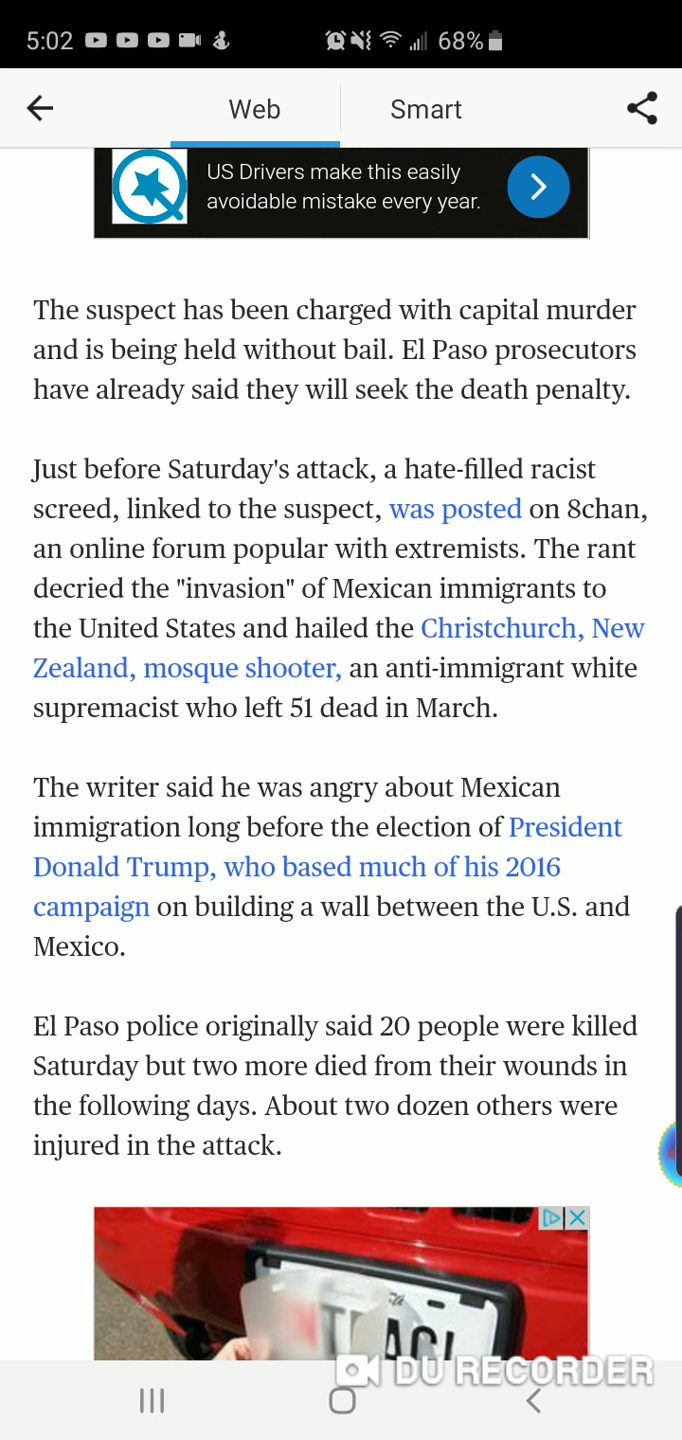 5:02 68%
Web Smart
US Drivers make this easily
avoidable mistake every year.
The suspect has been charged with capital murder
and is being held without bail. El Paso prosecutors
have already said they will seek the death penalty.
Just before Saturday's attack, a hate-filled racist
screed, linked to the suspect, was posted on 8chan,
an online forum popular with extremists. The rant
decried the "invasion" of Mexican immigrants to
the United States and hailed the Christchurch, New
Zealand, mosque shooter, an anti-immigrant white
supremacist who left 51 dead in March.
The writer said he was angry about Mexican
immigration long before the election of President
Donald Trump, who based much of his 2016
campaign on building a wall between the U.S. and
Mexico.
El Paso police originally said 20 people were killed
Saturday but two more died from their wounds in
the following days. About two dozen others were
injured in the attack.
DU RECORDER